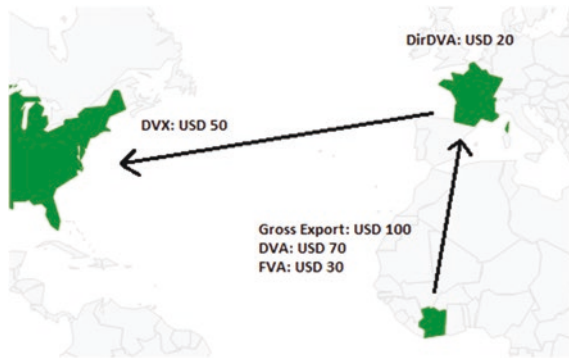 DirDVA: USD 20
DVX: USD 50
Gross Export: USD 100
DVA: USD 70
FVA: USD 30